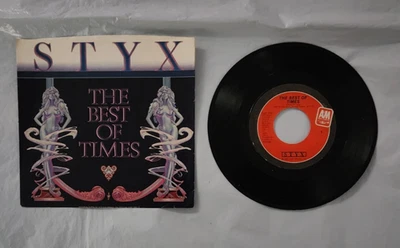 STYX
THE
BEST
OF
TIMES
THE BEST OF
TIMES
A&M
STYX